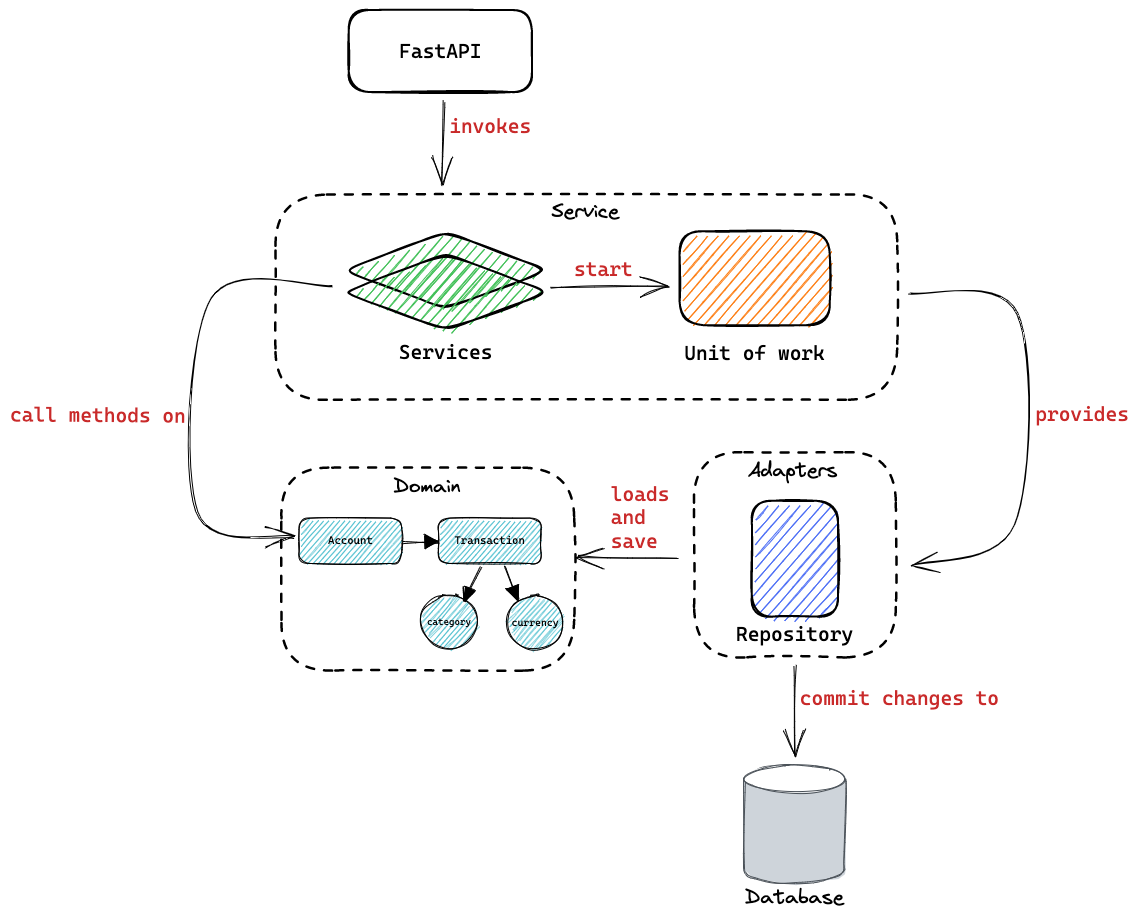 FastAPI
invokes
Service
start
Services
Unit of work
call methods on
provides
Domain
Adapters
loads
and
save
Account
Transaction
category
currency
Repository
commit changes to
Database